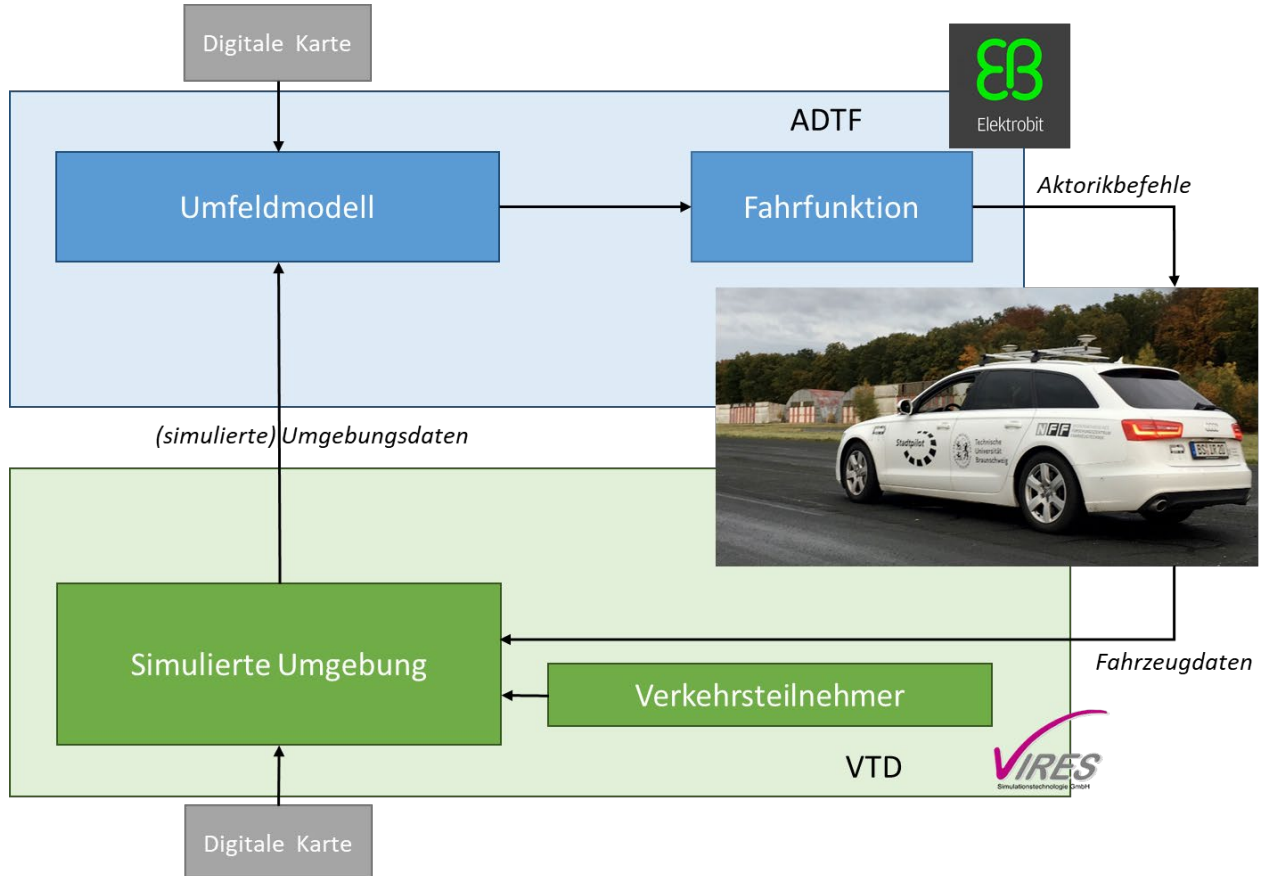 Digitale Karte
ADTF
Elektrobit
Umfeldmodell
Fahrfunktion
Aktorikbefehle
Stadtpilot
Technische
Universität
Braunschweig
NFF
(simulierte) Umgebungsdaten
Simulierte Umgebung
Fahrzeugdaten
Verkehrsteilnehmer
VTD
VIRES
Simulationstechnologie GmbH
Digitale Karte